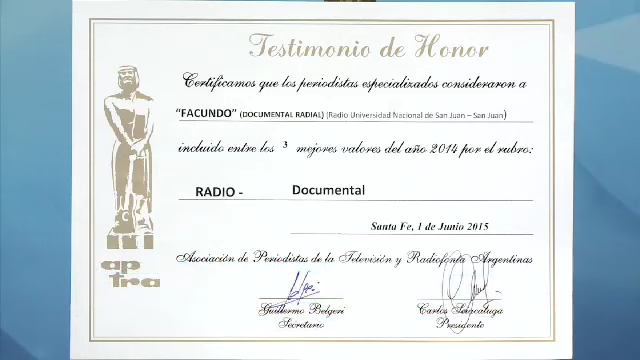 Testimonio de Honor
Certificamos que los periodistas especializados consideraron a
"FACUNDO" (DOCUMENTAL RADIAL) (Radio Universidad Nacional de San Juan – San Juan)
incluido entre los 3 mejores valores del año 2014 por el rubro:
RADIO - Documental
Santa Fe, 1 de Junio 2015
Asociación de Periodistas de la Televisión y Radiofonía Argentinas
ap
tra
Guillermo Belgeri Carlos Sciacaluga
Secretario Presidente